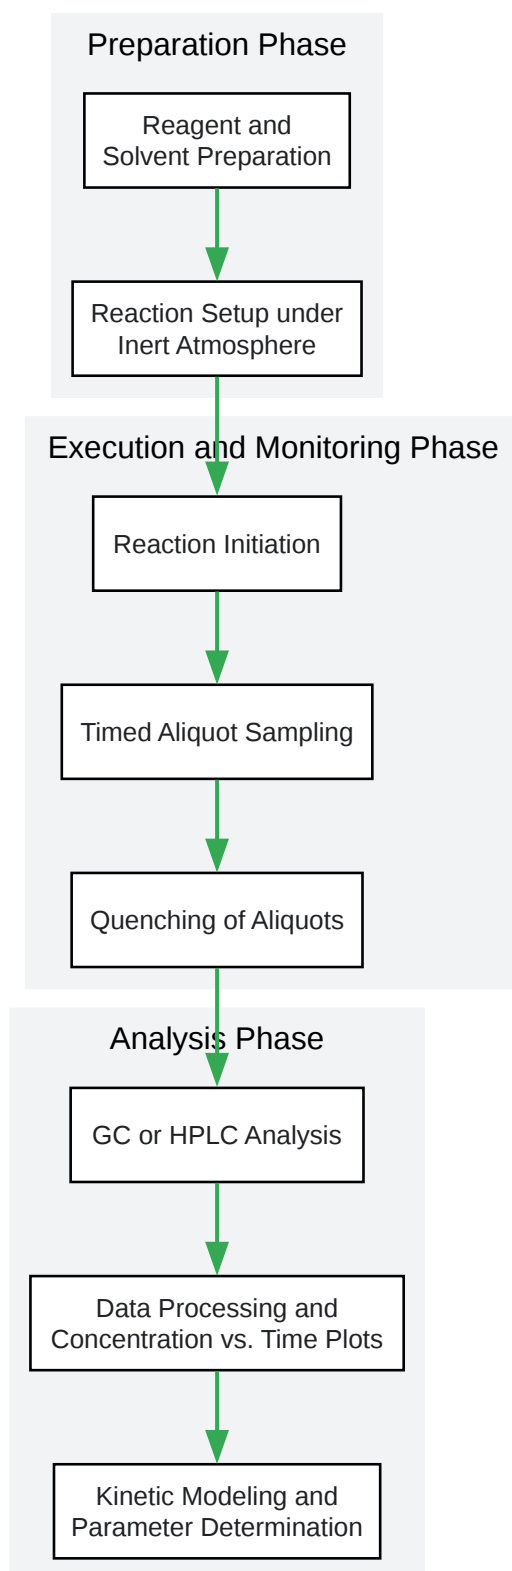 Preparation Phase
Reagent and
Solvent Preparation
Reaction Setup under
Inert Atmosphere
Execution and Monitoring Phase
Reaction Initiation
Timed Aliquot Sampling
Quenching of Aliquots
Analysis Phase
GC or HPLC Analysis
Data Processing and
Concentration vs. Time Plots
Kinetic Modeling and
Parameter Determination